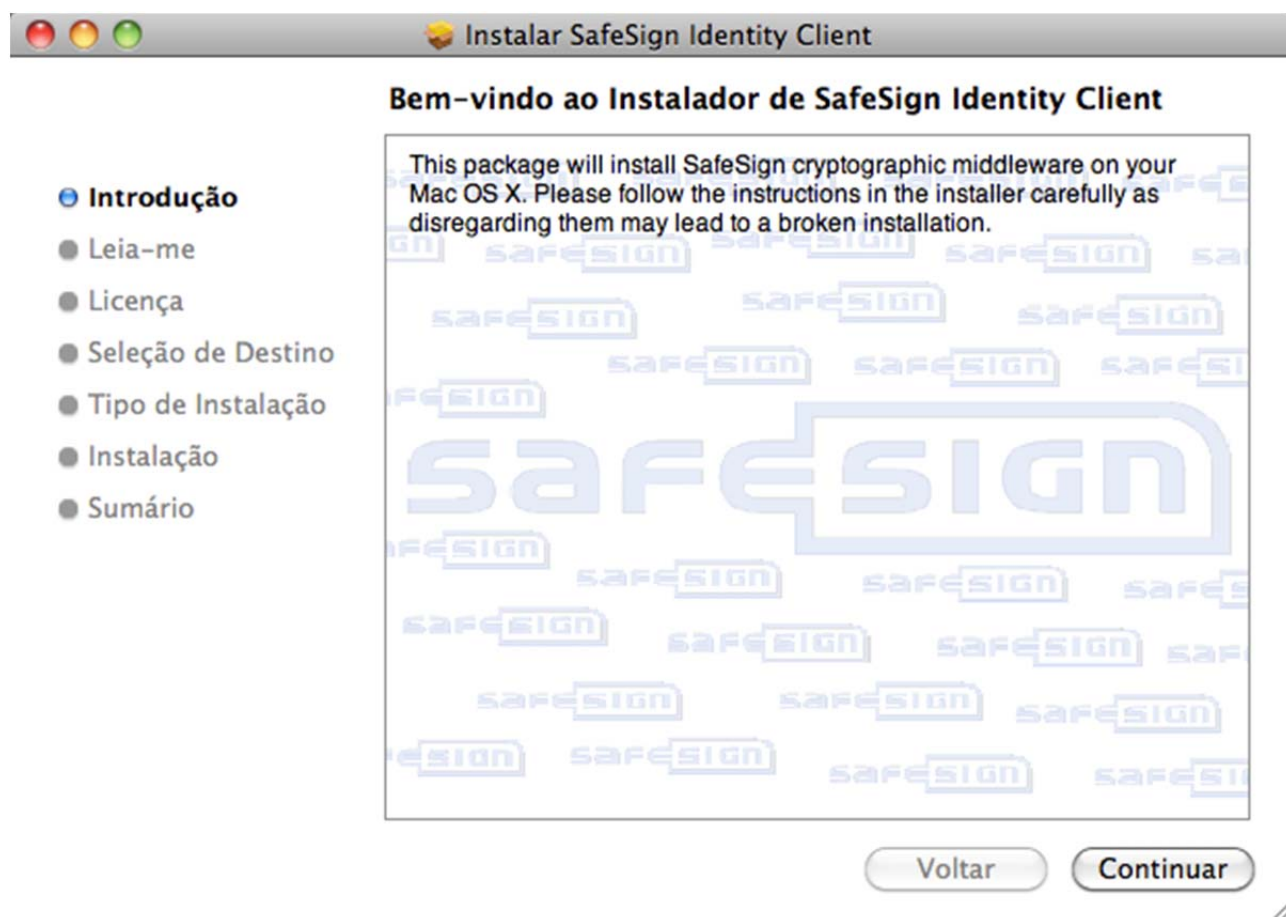 Instalar SafeSign Identity Client
Bem-vindo ao Instalador de SafeSign Identity Client
Introdução
Leia-me
Licença
Seleção de Destino
Tipo de Instalação
Instalação
Sumário
This package will install SafeSign cryptographic middleware on your
Mac OS X. Please follow the instructions in the installer carefully as
disregarding them may lead to a broken installation.
safesign
Voltar
Continuar